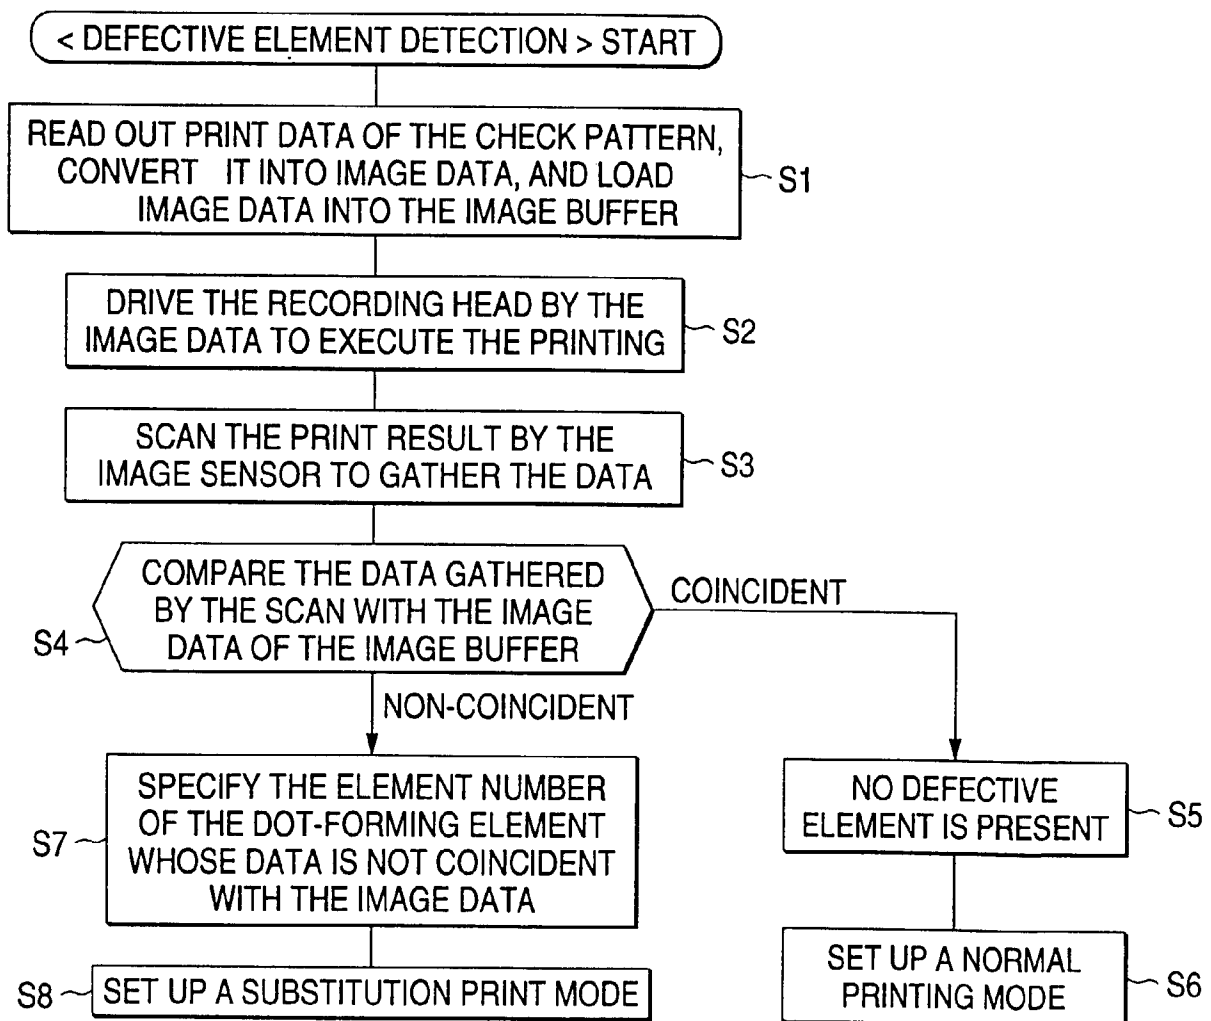 < DEFECTIVE ELEMENT DETECTION > START
READ OUT PRINT DATA OF THE CHECK PATTERN,
CONVERT IT INTO IMAGE DATA, AND LOAD
IMAGE DATA INTO THE IMAGE BUFFER
S1
DRIVE THE RECORDING HEAD BY THE
IMAGE DATA TO EXECUTE THE PRINTING
S2
SCAN THE PRINT RESULT BY THE
IMAGE SENSOR TO GATHER THE DATA
S3
COMPARE THE DATA GATHERED
BY THE SCAN WITH THE IMAGE
DATA OF THE IMAGE BUFFER
S4
COINCIDENT
NON-COINCIDENT
SPECIFY THE ELEMENT NUMBER
OF THE DOT-FORMING ELEMENT
WHOSE DATA IS NOT COINCIDENT
WITH THE IMAGE DATA
S7
NO DEFECTIVE
ELEMENT IS PRESENT
S5
S8
SET UP A SUBSTITUTION PRINT MODE
SET UP A NORMAL
PRINTING MODE
S6